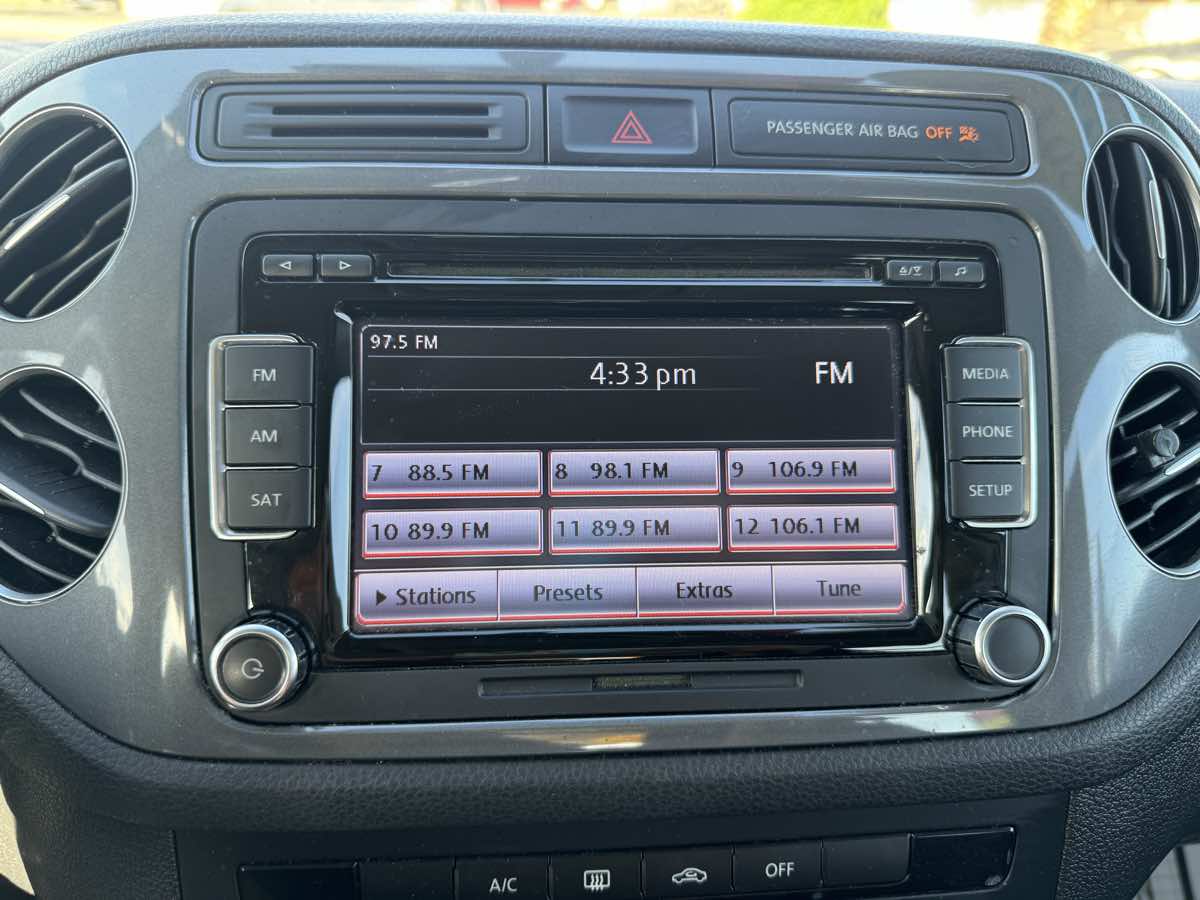 PASSENGER AIR BAG OFF
97.5 FM
4:33 pm FM
FM
AM
SAT
MEDIA
PHONE
SETUP
7 88.5 FM 8 98.1 FM 9 106.9 FM
10 89.9 FM 11 89.9 FM 12 106.1 FM
Stations Presets Extras Tune
A/C OFF